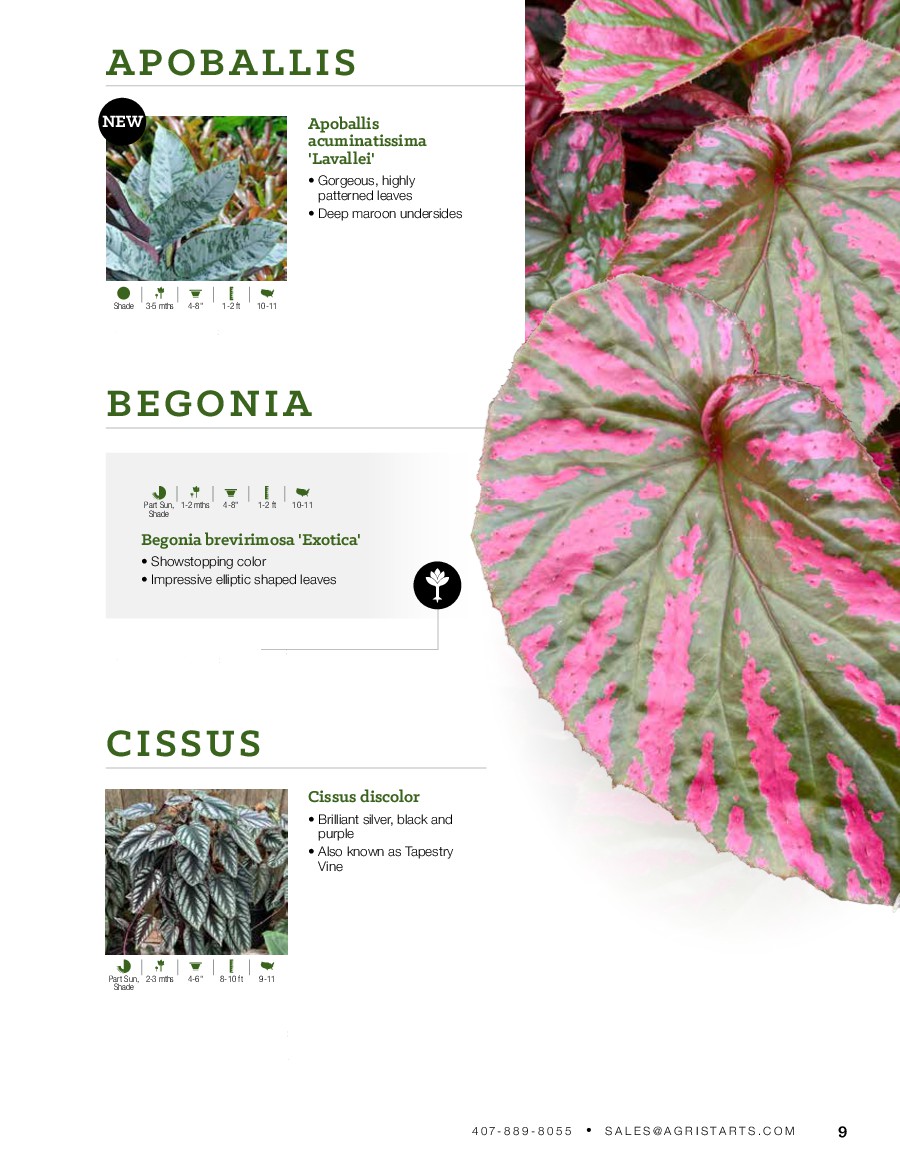 APOBALLIS
NEW
Apoballis
acuminatissima
'Lavallei'
• Gorgeous, highly
patterned leaves
• Deep maroon undersides
Shade 3-5 mths 4-8" 1-2 ft 10-11
BEGONIA
Part Sun, 1-2 mths 4-8" 1-2 ft 10-11
Shade
Begonia brevirimosa 'Exotica'
• Showstopping color
• Impressive elliptic shaped leaves
CISSUS
Cissus discolor
• Brilliant silver, black and
purple
• Also known as Tapestry
Vine
Part Sun, 2-3 mths 4-6" 8-10 ft 9-11
Shade
407-889-8055 • SALES@AGRISTARTS.COM 9